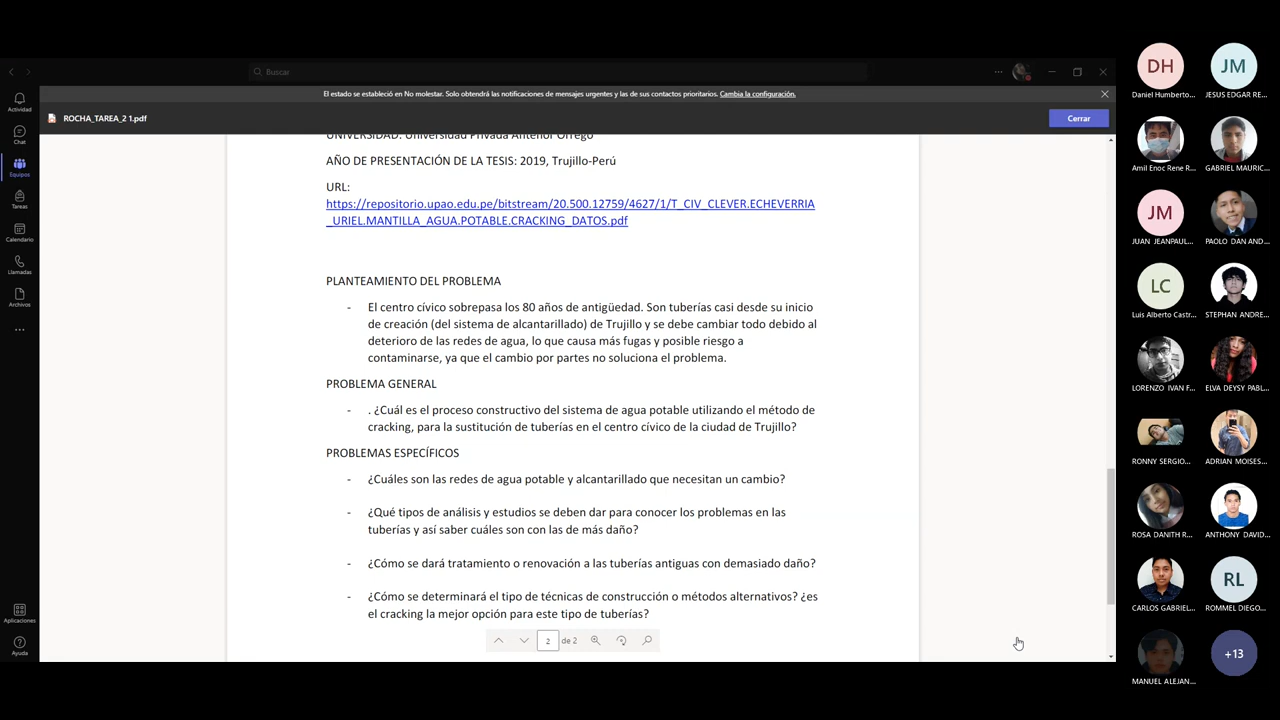 Buscar
El estado se estableció en No molestar. Solo obtendrá las notificaciones de mensajes urgentes y las de sus contactos prioritarios. Cambia la configuración.
ROCHA_TAREA_2 1.pdf
Cerrar
Actividad
Chat
Equipos
Tareas
Calendario
Llamadas
Archivos
Aplicaciones
Ayuda
UNIVERSIDAD: Universidad Privada Antenor Orrego
AÑO DE PRESENTACIÓN DE LA TESIS: 2019, Trujillo-Perú
URL:
https://repositorio.upao.edu.pe/bitstream/20.500.12759/4627/1/T_CIV_CLEVER.ECHEVERRIA
_URIEL.MANTILLA_AGUA.POTABLE.CRACKING_DATOS.pdf
PLANTEAMIENTO DEL PROBLEMA
- El centro cívico sobrepasa los 80 años de antigüedad. Son tuberías casi desde su inicio
de creación (del sistema de alcantarillado) de Trujillo y se debe cambiar todo debido al
deterioro de las redes de agua, lo que causa más fugas y posible riesgo a
contaminarse, ya que el cambio por partes no soluciona el problema.
PROBLEMA GENERAL
- . ¿Cuál es el proceso constructivo del sistema de agua potable utilizando el método de
cracking, para la sustitución de tuberías en el centro cívico de la ciudad de Trujillo?
PROBLEMAS ESPECÍFICOS
- ¿Cuáles son las redes de agua potable y alcantarillado que necesitan un cambio?
- ¿Qué tipos de análisis y estudios se deben dar para conocer los problemas en las
tuberías y así saber cuáles son con las de más daño?
- ¿Cómo se dará tratamiento o renovación a las tuberías antiguas con demasiado daño?
- ¿Cómo se determinará el tipo de técnicas de construcción o métodos alternativos? ¿es
el cracking la mejor opción para este tipo de tuberías?
2 de 2
DH
Daniel Humberto...
JM
JESUS EDGAR RE...
Amil Enoc Rene R...
GABRIEL MAURIC...
JM
JUAN JEANPAUL...
PAOLO DAN AND...
LC
Luis Alberto Castr...
STEPHAN ANDRE...
LORENZO IVAN F...
ELVA DEYSY PABL...
RONNY SERGIO...
ADRIAN MOISES...
ROSA DANITH R...
ANTHONY DAVID...
CARLOS GABRIEL...
RL
ROMMEL DIEGO...
MANUEL ALEJAN...
+13